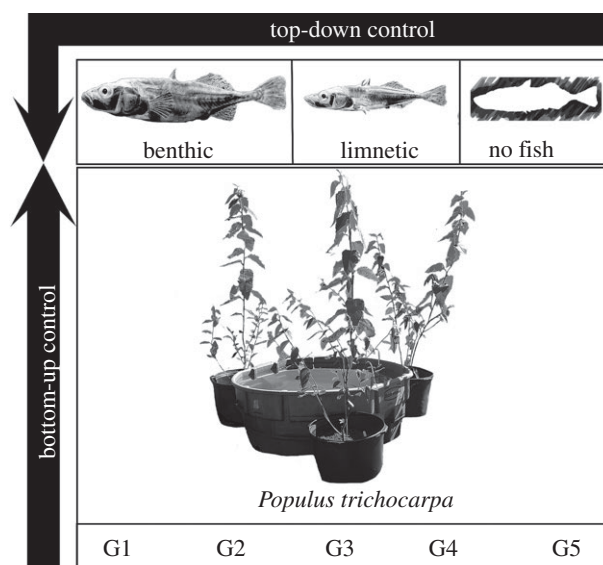 top-down control
benthic limnetic no fish
bottom-up control
Populus trichocarpa
G1 G2 G3 G4 G5